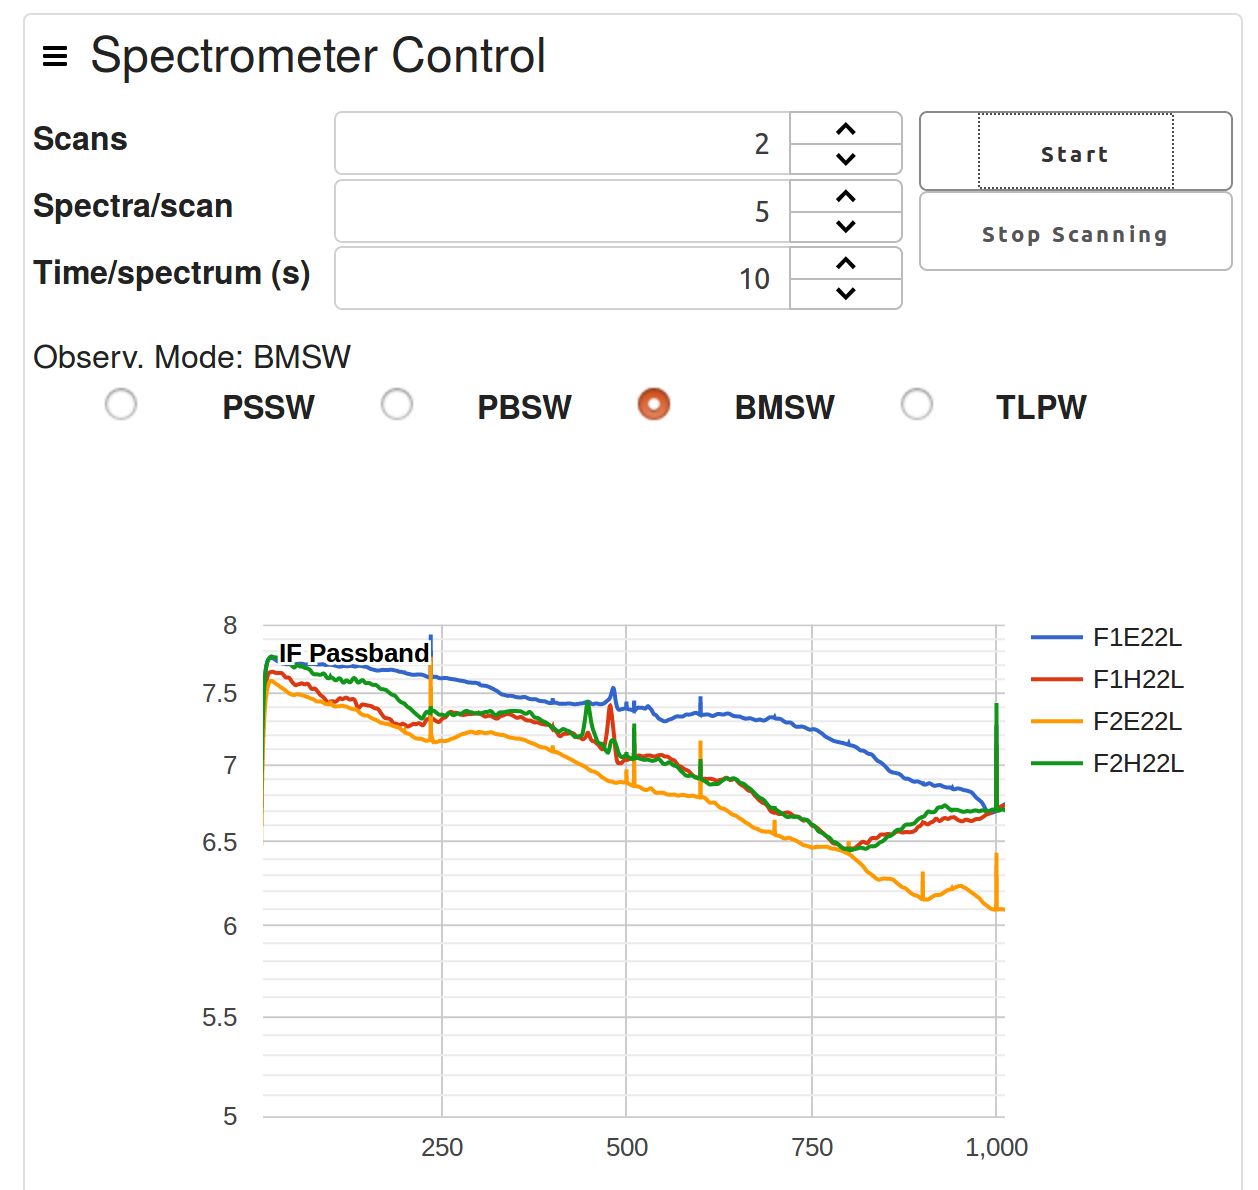 Spectrometer Control
Scans 2 Start
Spectra/scan 5 Stop Scanning
Time/spectrum (s) 10
Observ. Mode: BMSW
PSSW PBSW BMSW TLPW
8
IF Passband
7.5
7
6.5
6
5.5
5
250 500 750 1,000
F1E22L
F1H22L
F2E22L
F2H22L